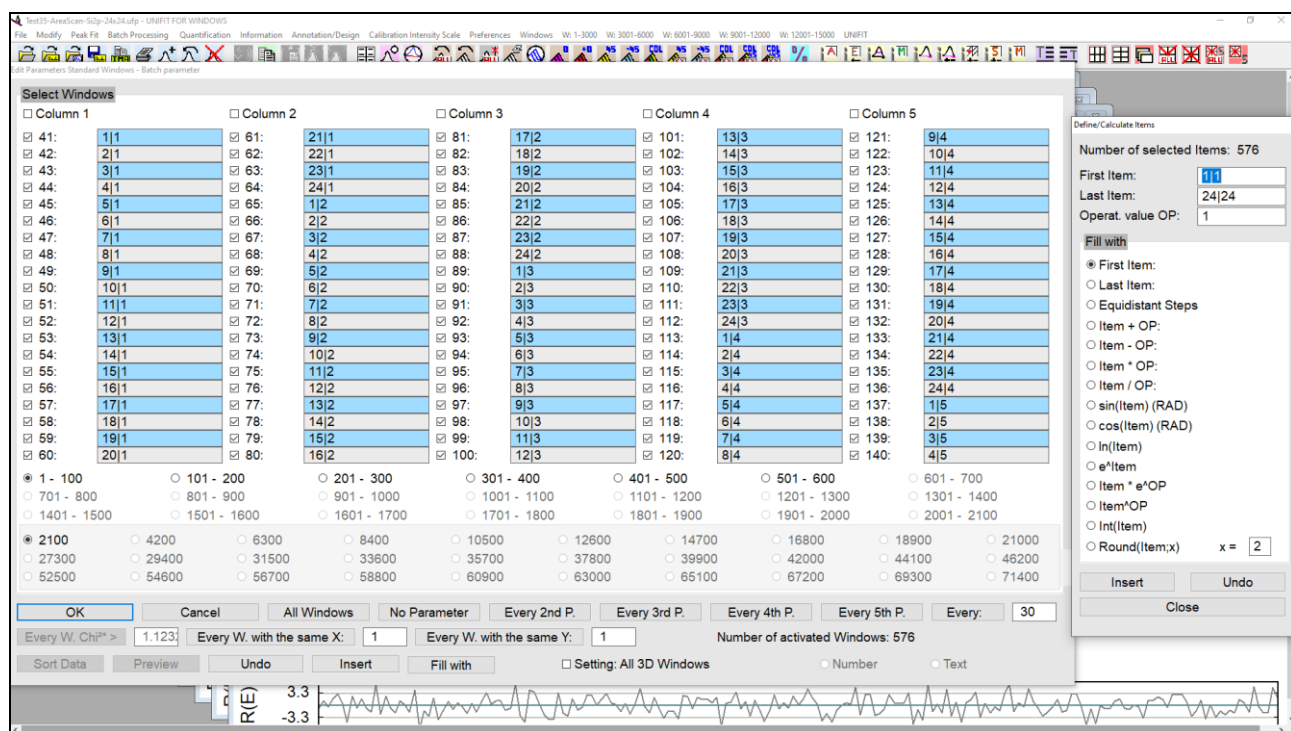 Test35-AreaScan-Si2p-24x24.ufp - UNIFIT FOR WINDOWS
File Modify Peak Fit Batch Processing Quantification Information Annotation/Design Calibration Intensity Scale Preferences Windows W: 1-3000 W: 3001-6000 W: 6001-9000 W: 9001-12000 W: 12001-15000 UNIFIT
Edit Parameters Standard Windows - Batch parameter
Select Windows
Column 1 Column 2 Column 3 Column 4 Column 5
41: 1|1 61: 21|1 81: 17|2 101: 13|3 121: 9|4
42: 2|1 62: 22|1 82: 18|2 102: 14|3 122: 10|4
43: 3|1 63: 23|1 83: 19|2 103: 15|3 123: 11|4
44: 4|1 64: 24|1 84: 20|2 104: 16|3 124: 12|4
45: 5|1 65: 1|2 85: 21|2 105: 17|3 125: 13|4
46: 6|1 66: 2|2 86: 22|2 106: 18|3 126: 14|4
47: 7|1 67: 3|2 87: 23|2 107: 19|3 127: 15|4
48: 8|1 68: 4|2 88: 24|2 108: 20|3 128: 16|4
49: 9|1 69: 5|2 89: 1|3 109: 21|3 129: 17|4
50: 10|1 70: 6|2 90: 2|3 110: 22|3 130: 18|4
51: 11|1 71: 7|2 91: 3|3 111: 23|3 131: 19|4
52: 12|1 72: 8|2 92: 4|3 112: 24|3 132: 20|4
53: 13|1 73: 9|2 93: 5|3 113: 1|4 133: 21|4
54: 14|1 74: 10|2 94: 6|3 114: 2|4 134: 22|4
55: 15|1 75: 11|2 95: 7|3 115: 3|4 135: 23|4
56: 16|1 76: 12|2 96: 8|3 116: 4|4 136: 24|4
57: 17|1 77: 13|2 97: 9|3 117: 5|4 137: 1|5
58: 18|1 78: 14|2 98: 10|3 118: 6|4 138: 2|5
59: 19|1 79: 15|2 99: 11|3 119: 7|4 139: 3|5
60: 20|1 80: 16|2 100: 12|3 120: 8|4 140: 4|5
1 - 100 101 - 200 201 - 300 301 - 400 401 - 500 501 - 600 601 - 700
701 - 800 801 - 900 901 - 1000 1001 - 1100 1101 - 1200 1201 - 1300 1301 - 1400
1401 - 1500 1501 - 1600 1601 - 1700 1701 - 1800 1801 - 1900 1901 - 2000 2001 - 2100
2100 4200 6300 8400 10500 12600 14700 16800 18900 21000
27300 29400 31500 33600 35700 37800 39900 42000 44100 46200
52500 54600 56700 58800 60900 63000 65100 67200 69300 71400
OK Cancel All Windows No Parameter Every 2nd P. Every 3rd P. Every 4th P. Every 5th P. Every: 30
Every W. Chi²* > 1.123 Every W. with the same X: 1 Every W. with the same Y: 1 Number of activated Windows: 576
Sort Data Preview Undo Insert Fill with Setting: All 3D Windows Number Text
Define/Calculate Items
Number of selected Items: 576
First Item: 1|1
Last Item: 24|24
Operat. value OP: 1
Fill with
First Item:
Last Item:
Equidistant Steps
Item + OP:
Item - OP:
Item * OP:
Item / OP:
sin(Item) (RAD)
cos(Item) (RAD)
ln(Item)
e^Item
Item * e^OP
Item^OP
Int(Item)
Round(Item;x) x = 2
Insert Undo
Close
R(E)
3.3
-3.3